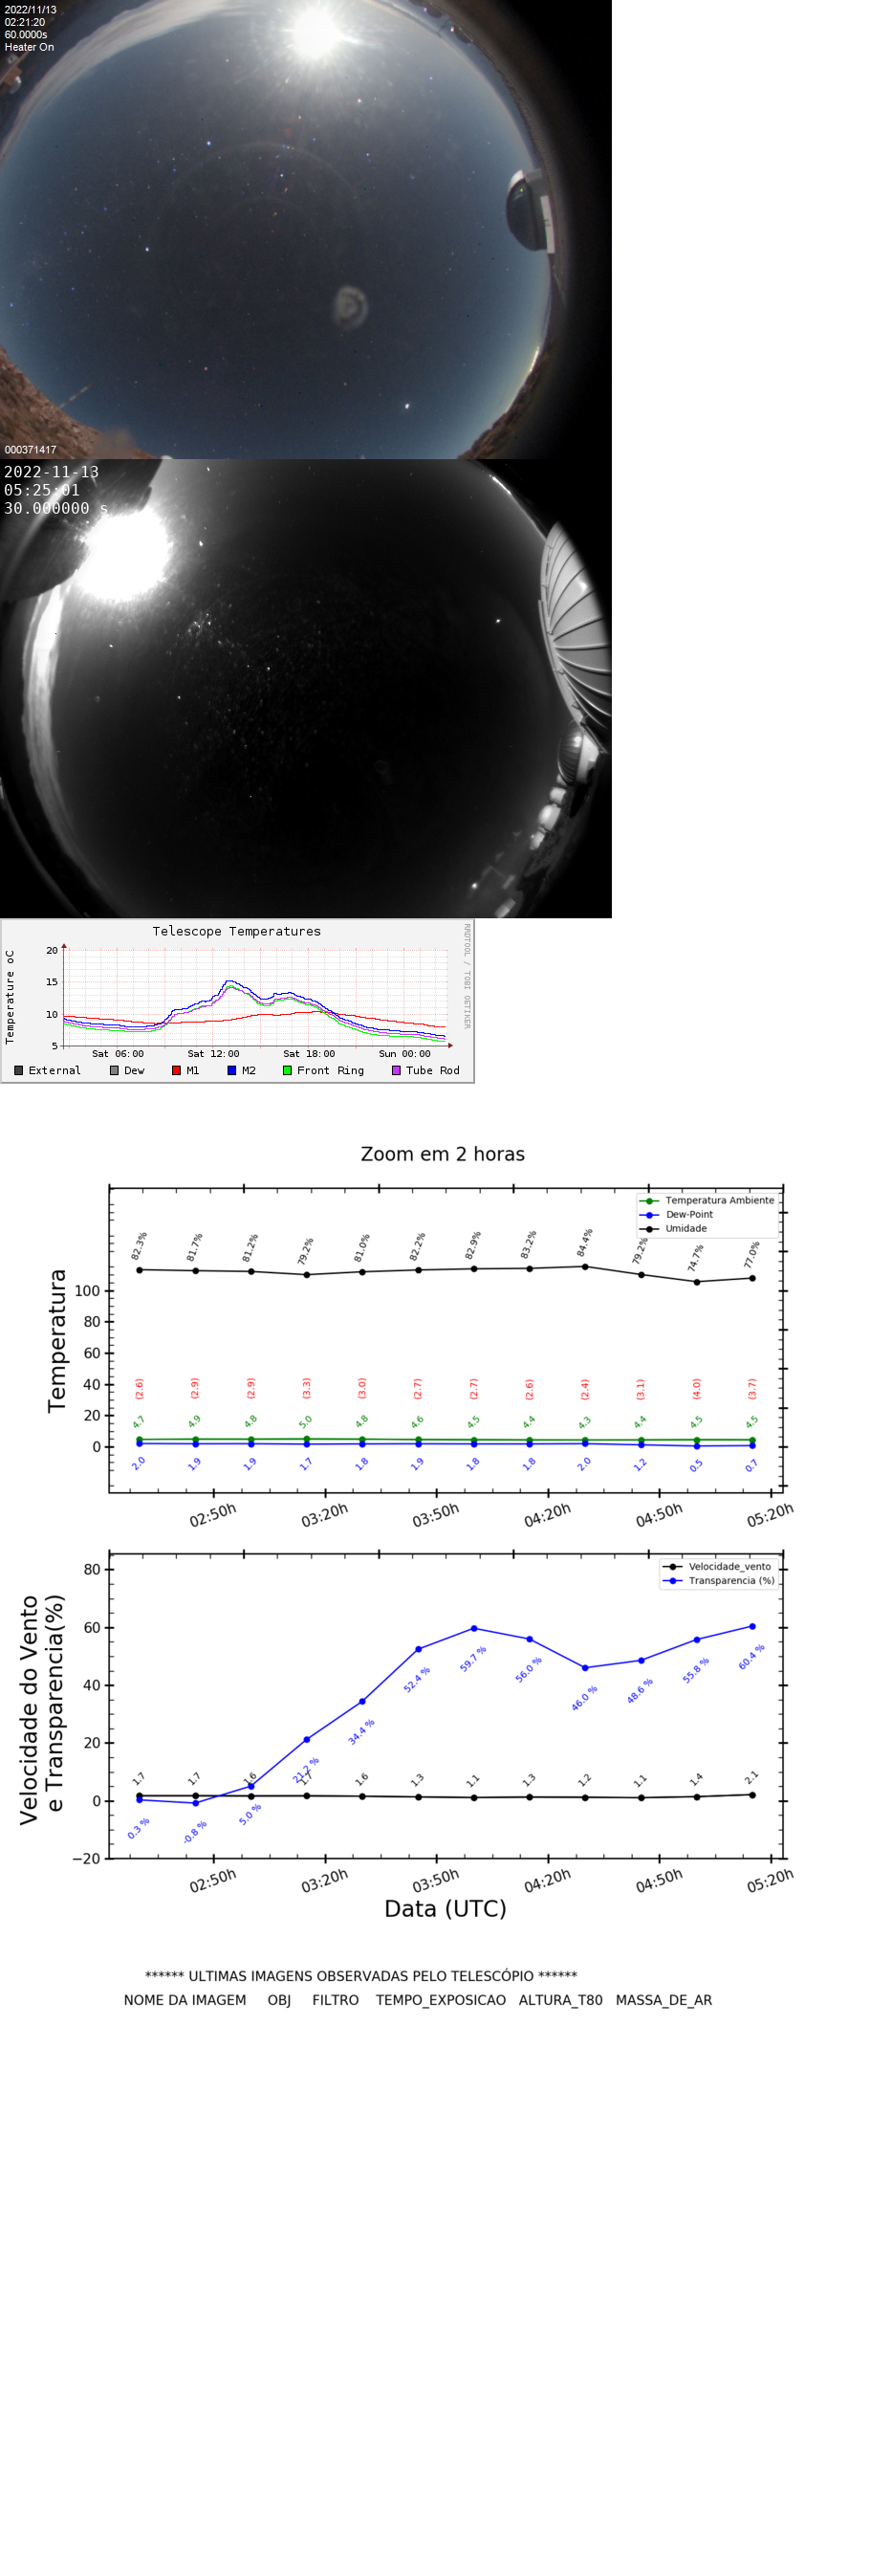 2022/11/13
02:21:20
60.0000s
Heater On
000371417
2022-11-13
05:25:01
30.000000 s
Telescope Temperatures
RRDTOOL / TOBI OETIKER
Temperature oC
20
15
10
5
Sat 06:00 Sat 12:00 Sat 18:00 Sun 00:00
External Dew M1 M2 Front Ring Tube Rod
Zoom em 2 horas
Temperatura Ambiente
Dew-Point
Umidade
Temperatura
100
80
60
40
20
0
82.3% 81.7% 81.2% 79.2% 81.0% 82.2% 82.9% 83.2% 84.4% 79.2% 74.7% 77.0%
(2.6) (2.9) (2.9) (3.3) (3.0) (2.7) (2.7) (2.6) (2.4) (3.1) (4.0) (3.7)
4.7 4.9 4.8 5.0 4.8 4.6 4.5 4.4 4.3 4.4 4.5 4.5
2.0 1.9 1.9 1.7 1.8 1.9 1.8 1.8 2.0 1.2 0.5 0.7
02:50h 03:20h 03:50h 04:20h 04:50h 05:20h
Velocidade_vento
Transparencia (%)
Velocidade do Vento
e Transparencia(%)
80
60
40
20
0
−20
1.7 1.7 1.6 1.7 1.6 1.3 1.1 1.3 1.2 1.1 1.4 2.1
0.3 % -0.8 % 5.0 % 21.2 % 34.4 % 52.4 % 59.7 % 56.0 % 46.0 % 48.6 % 55.8 % 60.4 %
02:50h 03:20h 03:50h 04:20h 04:50h 05:20h
Data (UTC)
****** ULTIMAS IMAGENS OBSERVADAS PELO TELESCÓPIO ******
NOME DA IMAGEM OBJ FILTRO TEMPO_EXPOSICAO ALTURA_T80 MASSA_DE_AR